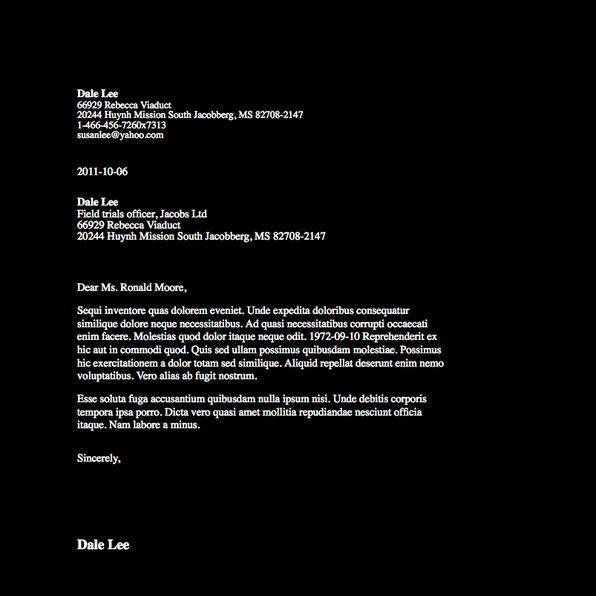 Dale Lee
66929 Rebecca Viaduct
20244 Huynh Mission South Jacobberg, MS 82708-2147
1-466-456-7260x7313
susanlee@yahoo.com
2011-10-06
Dale Lee
Field trials officer, Jacobs Ltd
66929 Rebecca Viaduct
20244 Huynh Mission South Jacobberg, MS 82708-2147
Dear Ms. Ronald Moore,
Sequi inventore quas dolorem eveniet. Unde expedita doloribus consequatur
similique dolore neque necessitatibus. Ad quasi necessitatibus corrupti occaecati
enim facere. Molestias quod dolor itaque neque odit. 1972-09-10 Reprehenderit ex
hic aut in commodi quod. Quis sed ullam possimus quibusdam molestiae. Possimus
hic exercitationem a dolor totam sed similique. Aliquid repellat deserunt enim nemo
voluptatibus. Vero alias ab fugit nostrum.
Esse soluta fuga accusantium quibusdam nulla ipsum nisi. Unde debitis corporis
tempora ipsa porro. Dicta vero quasi amet mollitia repudiandae nesciunt officia
itaque. Nam labore a minus.
Sincerely,
Dale Lee